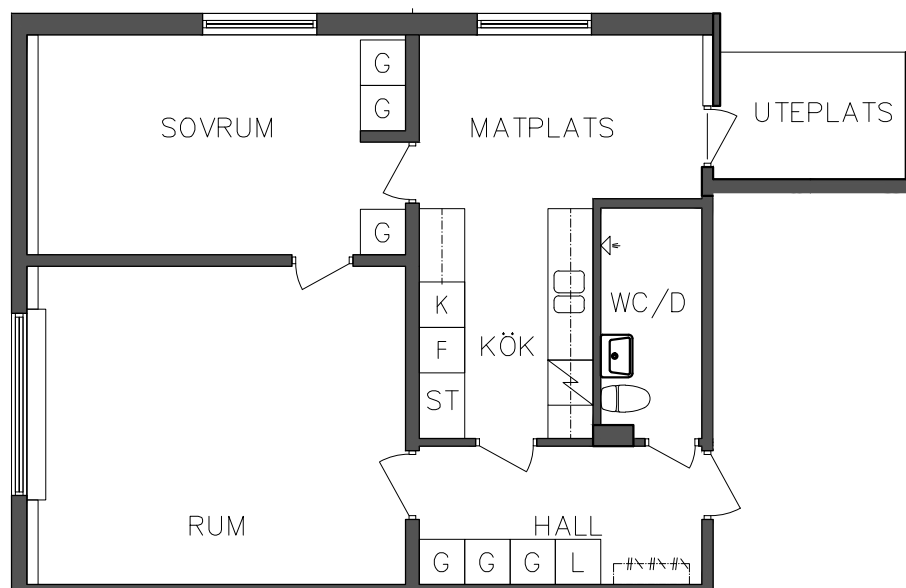 G
G
SOVRUM
MATPLATS
UTEPLATS
G
K
WC/D
F
KÖK
ST
RUM
HALL
G G G L